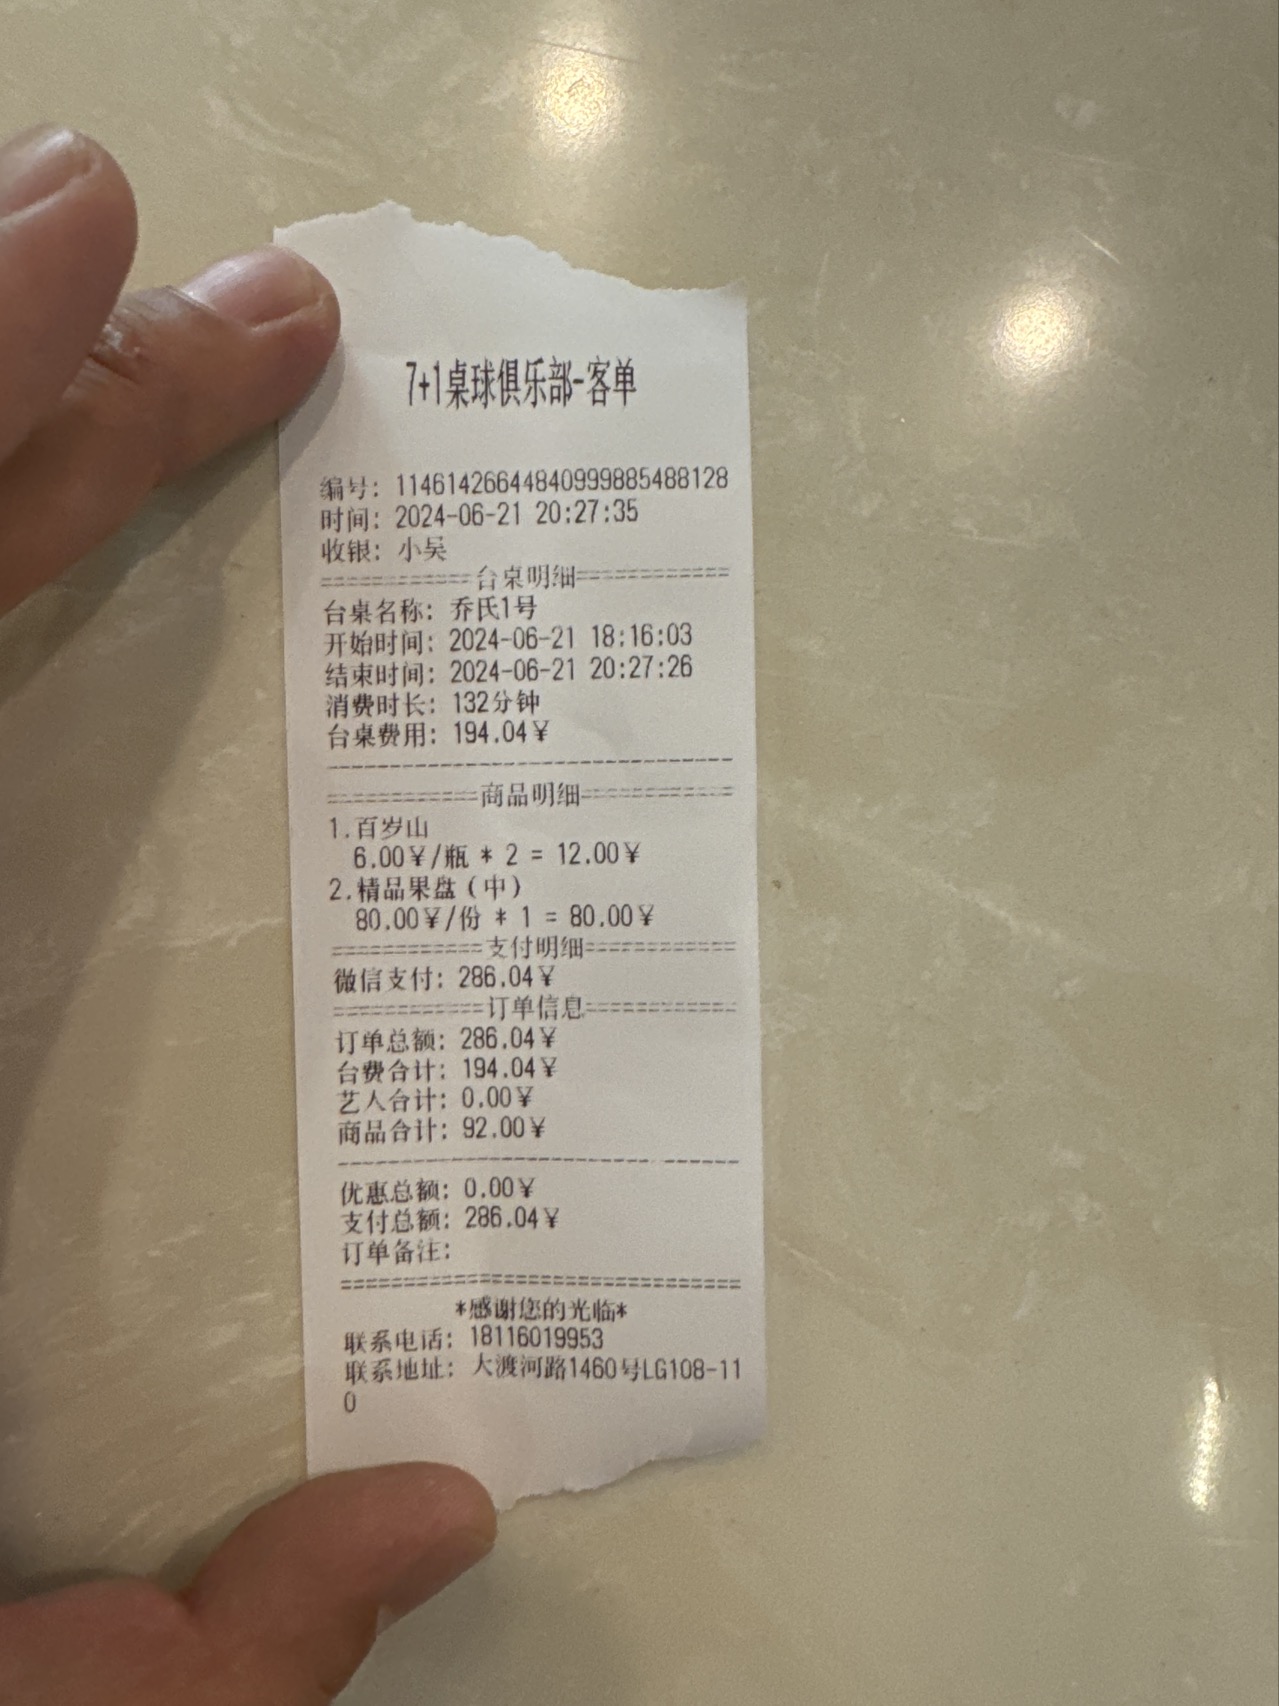 7+1桌球俱乐部-客单
编号: 1146142664484099988​5488128
时间: 2024-06-21 20:27:35
收银: 小吴
============台桌明细============
台桌名称: 乔氏1号
开始时间: 2024-06-21 18:16:03
结束时间: 2024-06-21 20:27:26
消费时长: 132分钟
台桌费用: 194.04¥
--------------------------------
============商品明细============
1.百岁山
6.00¥/瓶 * 2 = 12.00¥
2.精品果盘(中)
80.00¥/份 * 1 = 80.00¥
============支付明细============
微信支付: 286.04¥
============订单信息============
订单总额: 286.04¥
台费合计: 194.04¥
艺人合计: 0.00¥
商品合计: 92.00¥
--------------------------------
优惠总额: 0.00¥
支付总额: 286.04¥
订单备注:
================================
*感谢您的光临*
联系电话: 18116019953
联系地址: 大渡河路1460号LG108-11
0